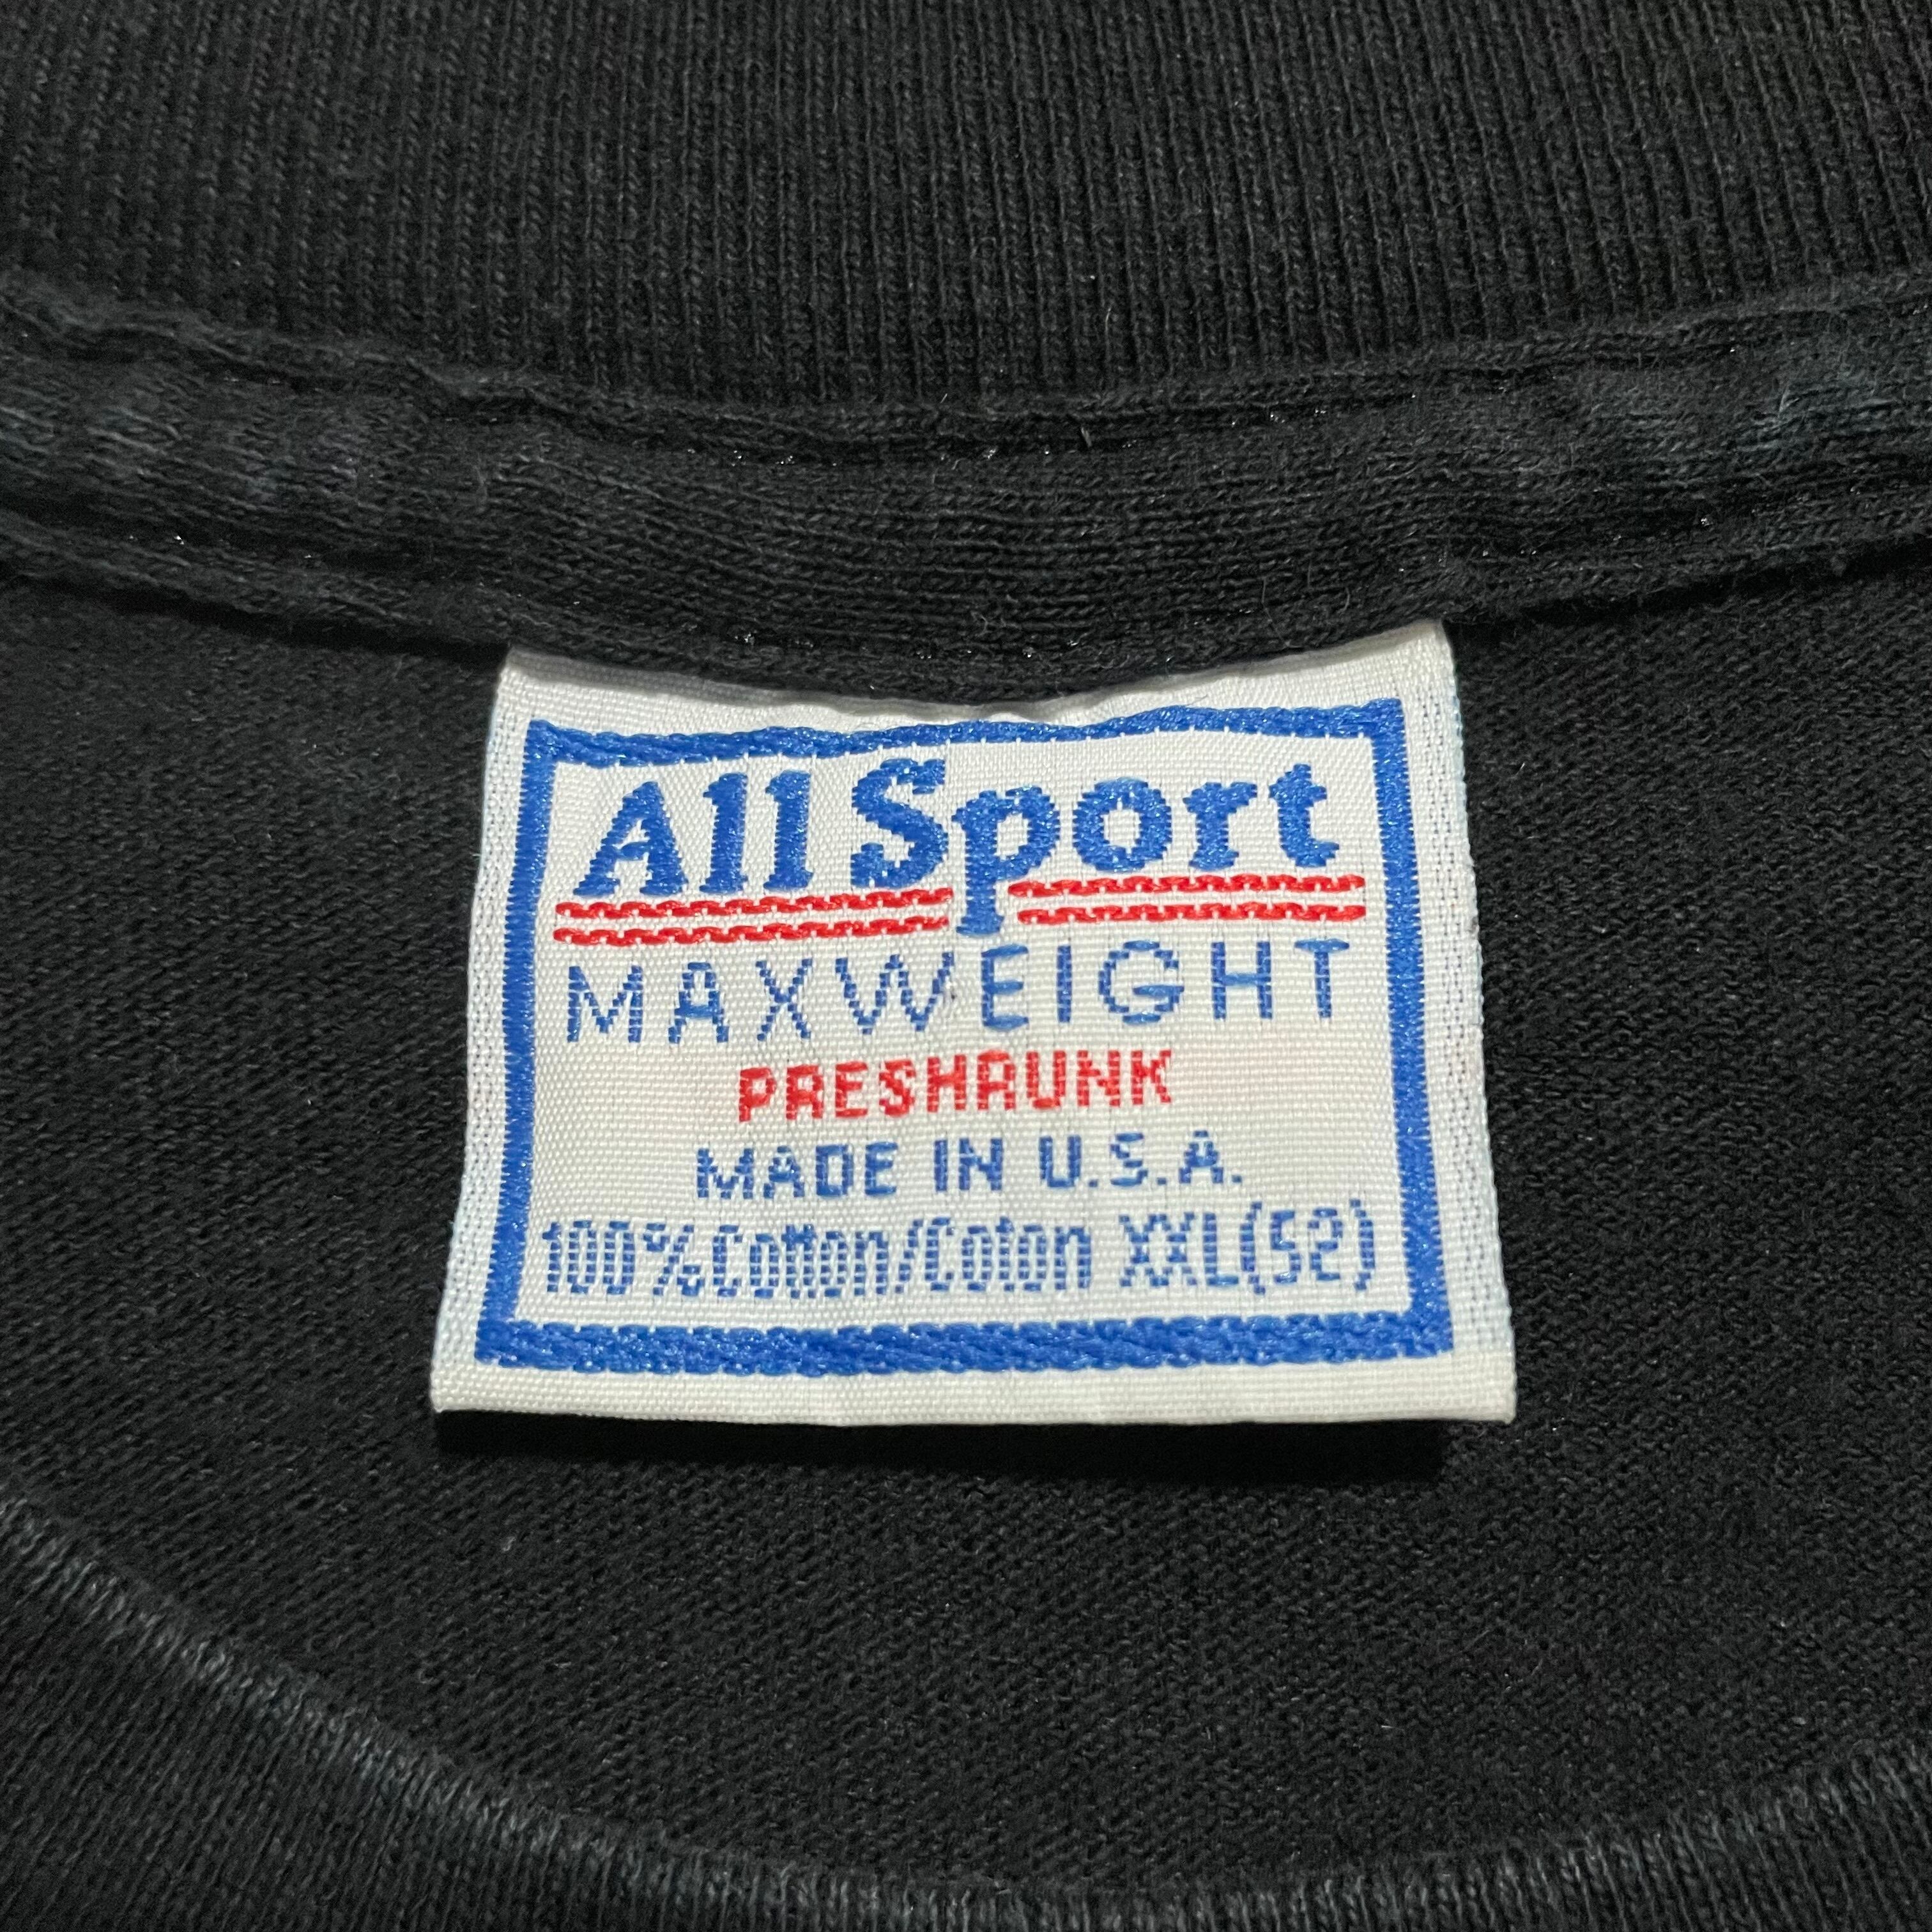 All Sport
MAXWEIGHT
PRESHRUNK
MADE IN U.S.A.
100% Cotton/Coton XXL(52)